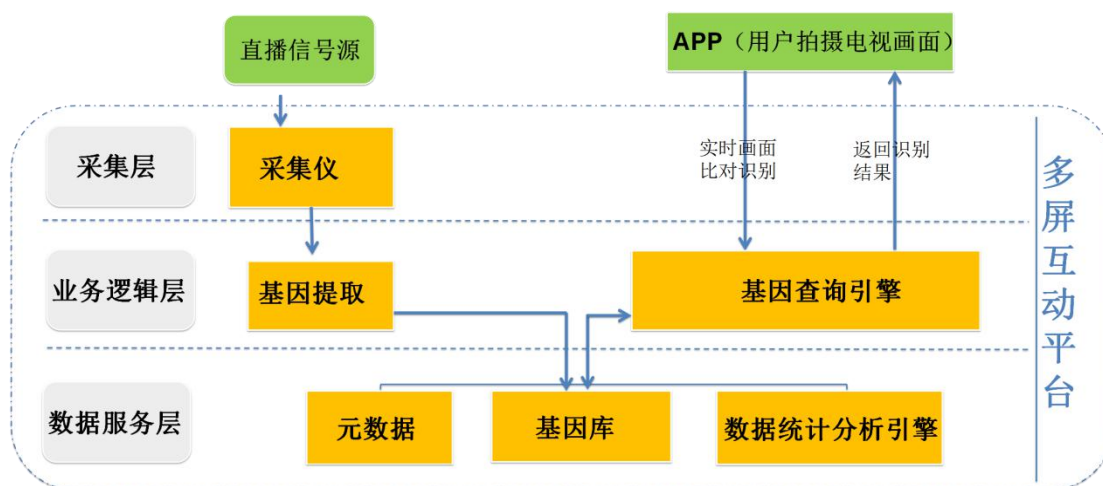 直播信号源
APP（用户拍摄电视画面）
采集层
采集仪
实时画面
比对识别
返回识别
结果
业务逻辑层
基因提取
基因查询引擎
数据服务层
元数据
基因库
数据统计分析引擎
多屏互动平台